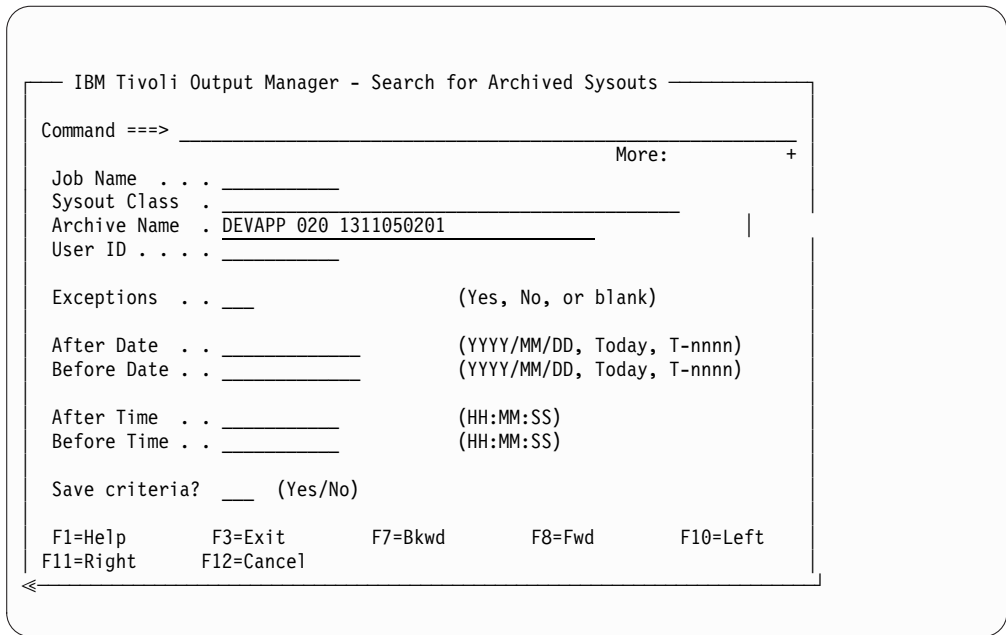 IBM Tivoli Output Manager - Search for Archived Sysouts
Command ===> 
More: +
Job Name . . .
Sysout Class .
Archive Name . DEVAPP 020 1311050201
User ID . . . .
Exceptions . . ___ (Yes, No, or blank)
After Date . . (YYYY/MM/DD, Today, T-nnnn)
Before Date . . (YYYY/MM/DD, Today, T-nnnn)
After Time . . (HH:MM:SS)
Before Time . . (HH:MM:SS)
Save criteria? ___ (Yes/No)
F1=Help F3=Exit F7=Bkwd F8=Fwd F10=Left
F11=Right F12=Cancel